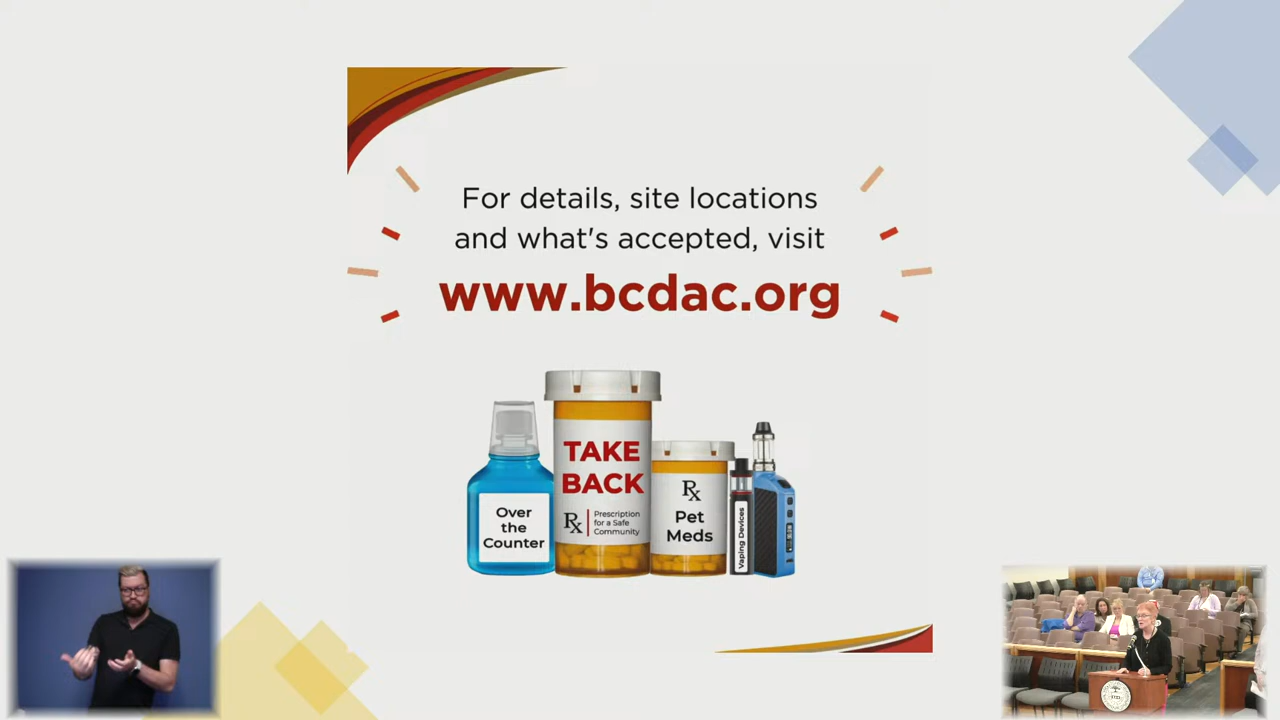 For details, site locations
and what's accepted, visit
www.bcdac.org
TAKE
BACK
Rx
Prescription
for a Safe
Community
Over
the
Counter
Rx
Pet
Meds
Vaping Devices